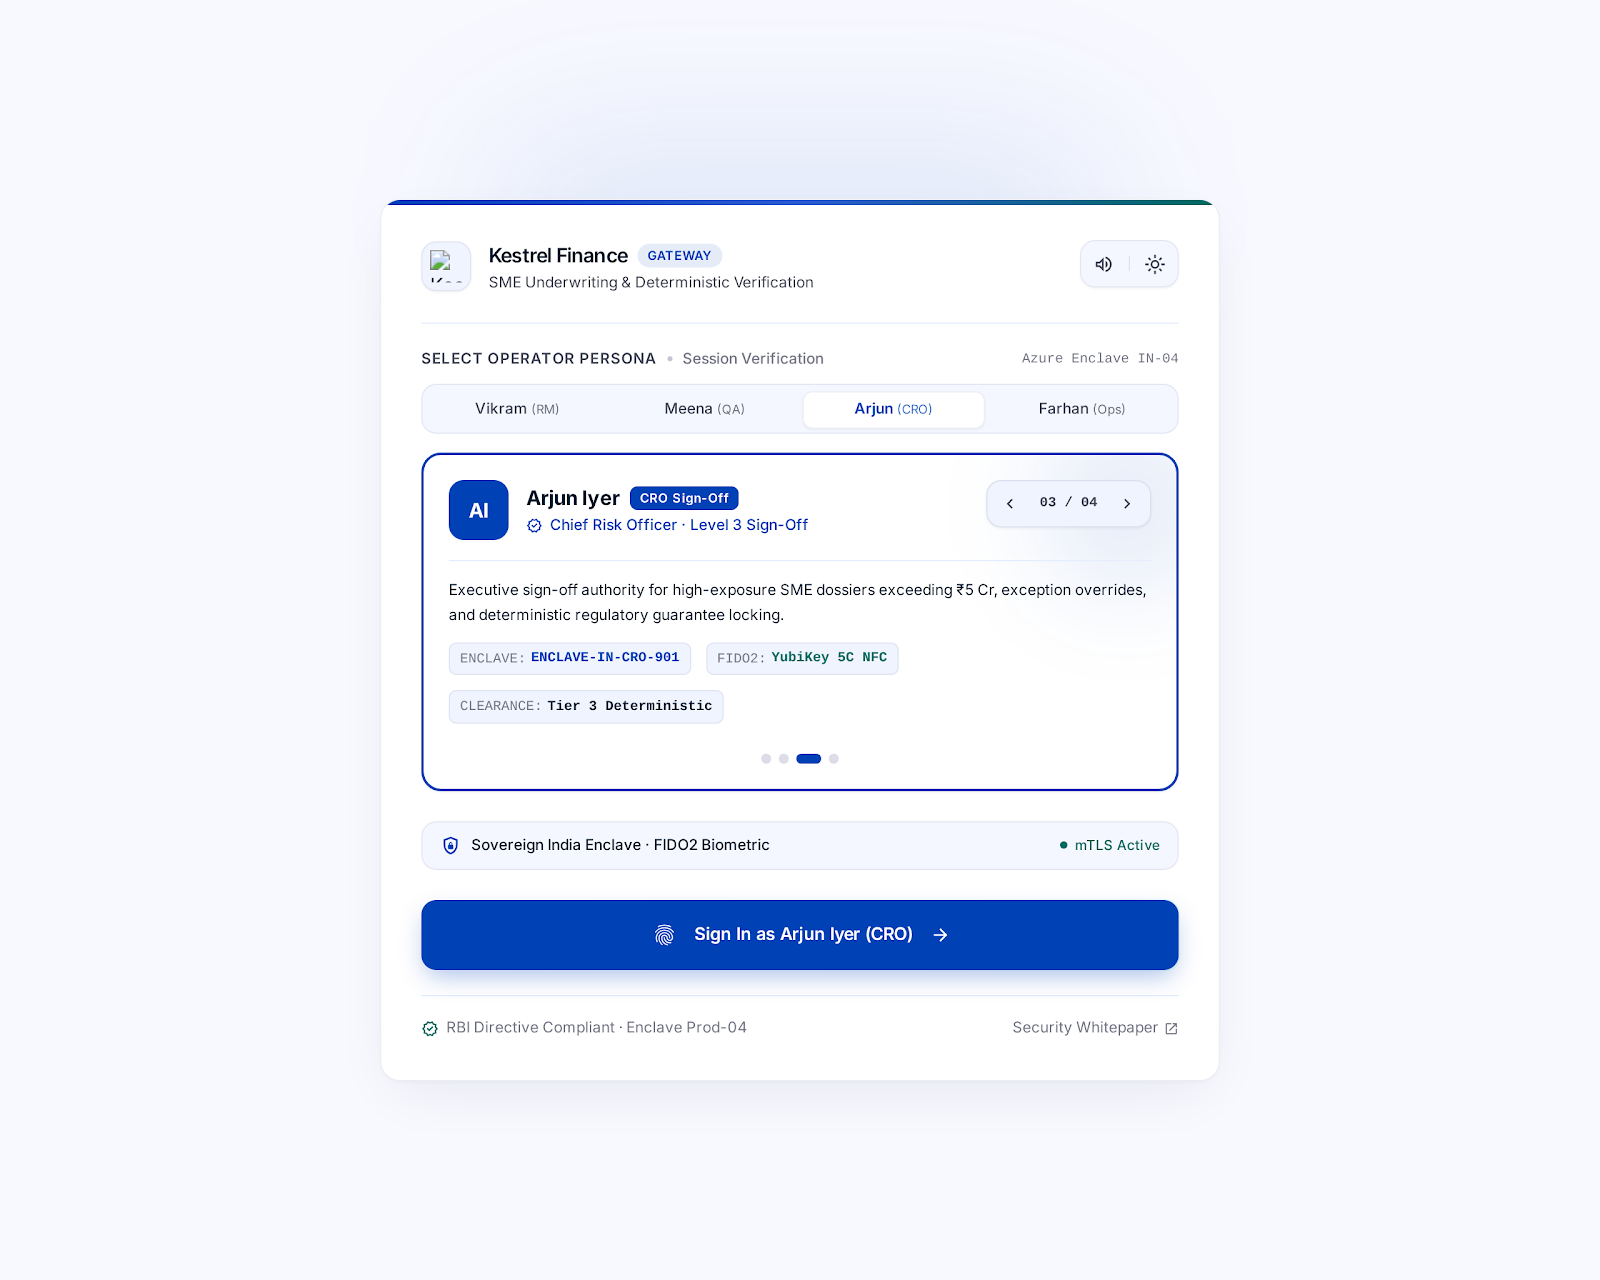 Kestrel Finance GATEWAY
SME Underwriting & Deterministic Verification
SELECT OPERATOR PERSONA • Session Verification
Azure Enclave IN-04
Vikram (RM)
Meena (QA)
Arjun (CRO)
Farhan (Ops)
AI
Arjun Iyer CRO Sign-Off
Chief Risk Officer · Level 3 Sign-Off
03 / 04
Executive sign-off authority for high-exposure SME dossiers exceeding ₹5 Cr, exception overrides,
and deterministic regulatory guarantee locking.
ENCLAVE: ENCLAVE-IN-CRO-901
FIDO2: YubiKey 5C NFC
CLEARANCE: Tier 3 Deterministic
Sovereign India Enclave · FIDO2 Biometric
mTLS Active
Sign In as Arjun Iyer (CRO)
RBI Directive Compliant · Enclave Prod-04
Security Whitepaper